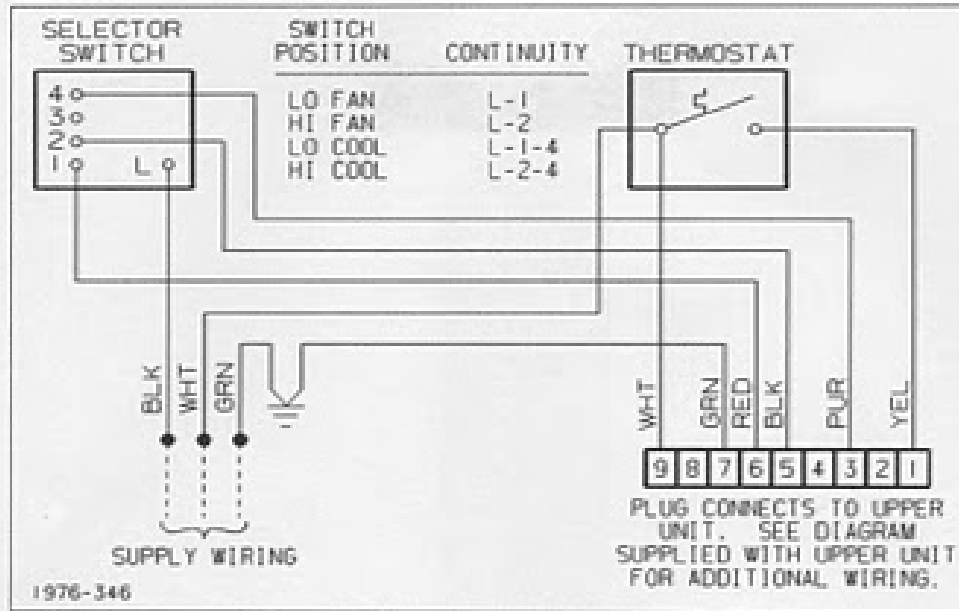 SELECTOR
SWITCH
SWITCH
POSITION CONTINUITY
LO FAN L-1
HI FAN L-2
LO COOL L-1-4
HI COOL L-2-4
THERMOSTAT
4
3
2
1 L
BLK
WHT
GRN
SUPPLY WIRING
WHT
GRN
RED
BLK
PUR
YEL
9 8 7 6 5 4 3 2 1
PLUG CONNECTS TO UPPER
UNIT. SEE DIAGRAM
SUPPLIED WITH UPPER UNIT
FOR ADDITIONAL WIRING.
1976-346